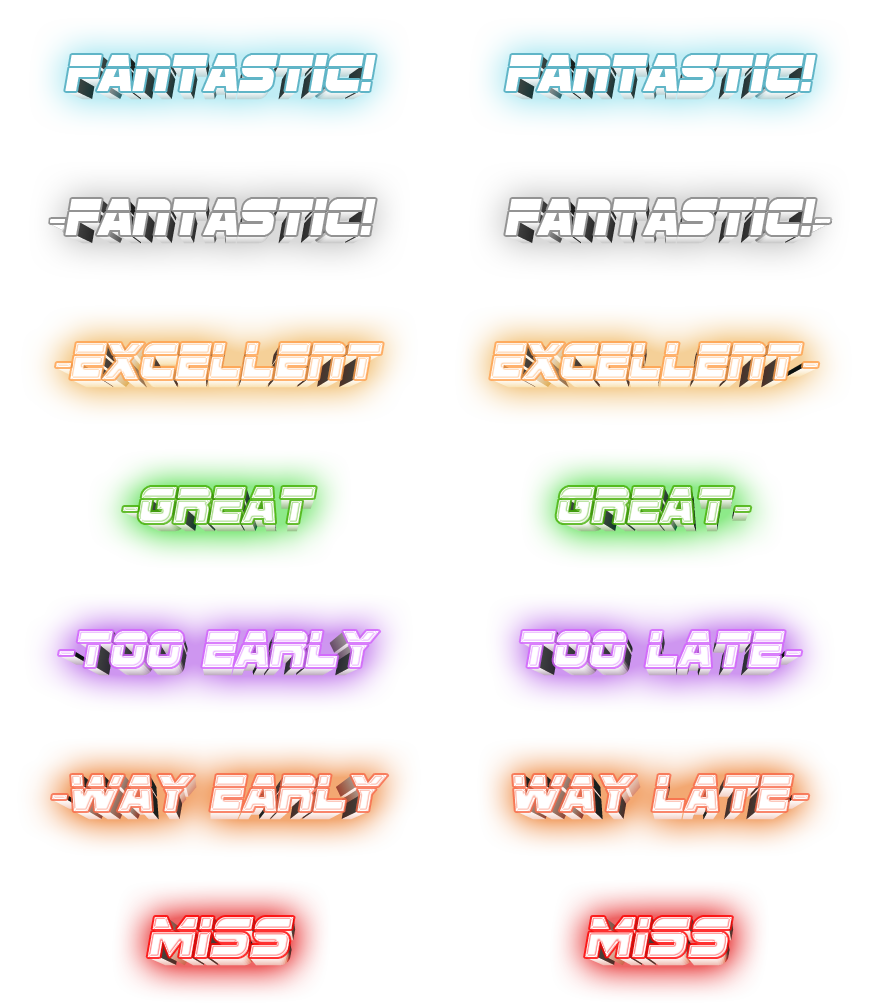 FANTASTIC! FANTASTIC!
-FANTASTIC! FANTASTIC!-
-EXCELLENT EXCELLENT-
-GREAT GREAT-
-TOO EARLY TOO LATE-
-WAY EARLY WAY LATE-
MISS MISS